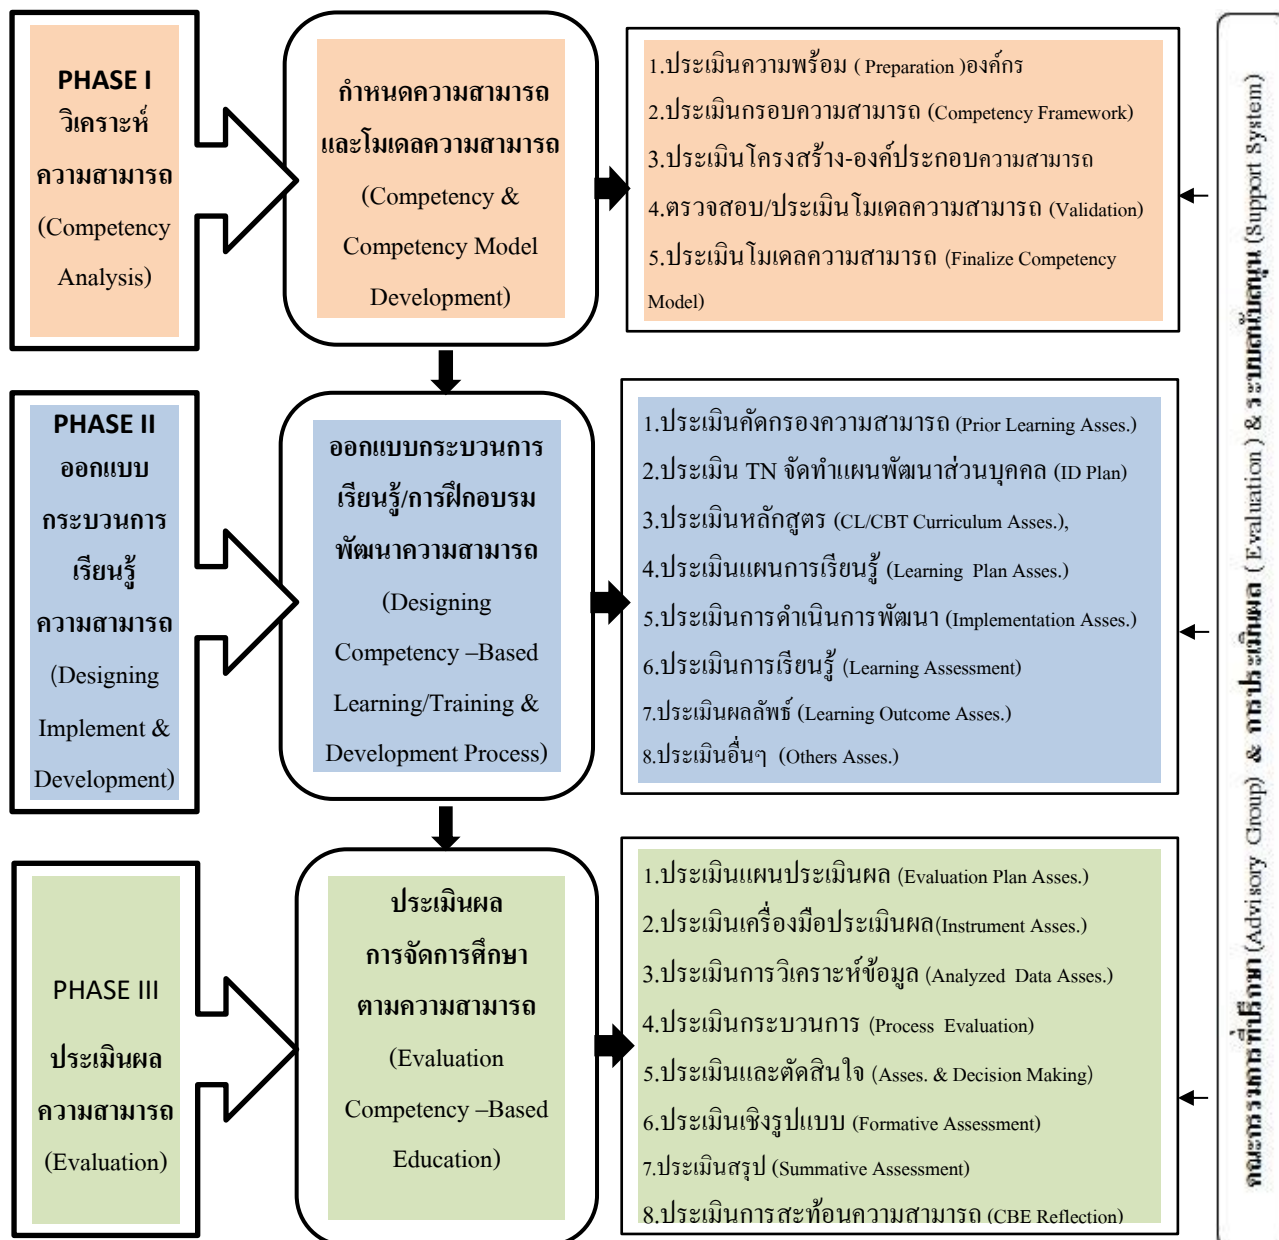 PHASE I
วิเคราะห์
ความสามารถ
(Competency
Analysis)
กำหนดความสามารถ
และโมเดลความสามารถ
(Competency &
Competency Model
Development)
1.ประเมินความพร้อม ( Preparation )องค์กร
2.ประเมินกรอบความสามารถ (Competency Framework)
3.ประเมินโครงสร้าง-องค์ประกอบความสามารถ
4.ตรวจสอบ/ประเมินโมเดลความสามารถ (Validation)
5.ประเมินโมเดลความสามารถ (Finalize Competency
Model)
PHASE II
ออกแบบ
กระบวนการ
เรียนรู้
ความสามารถ
(Designing
Implement &
Development)
ออกแบบกระบวนการ
เรียนรู้/การฝึกอบรม
พัฒนาความสามารถ
(Designing
Competency –Based
Learning/Training &
Development Process)
1.ประเมินคัดกรองความสามารถ (Prior Learning Asses.)
2.ประเมิน TN จัดทำแผนพัฒนาส่วนบุคคล (ID Plan)
3.ประเมินหลักสูตร (CL/CBT Curriculum Asses.),
4.ประเมินแผนการเรียนรู้ (Learning Plan Asses.)
5.ประเมินการดำเนินการพัฒนา (Implementation Asses.)
6.ประเมินการเรียนรู้ (Learning Assessment)
7.ประเมินผลลัพธ์ (Learning Outcome Asses.)
8.ประเมินอื่นๆ (Others Asses.)
PHASE III
ประเมินผล
ความสามารถ
(Evaluation)
ประเมินผล
การจัดการศึกษา
ตามความสามารถ
(Evaluation
Competency –Based
Education)
1.ประเมินแผนประเมินผล (Evaluation Plan Asses.)
2.ประเมินเครื่องมือประเมินผล(Instrument Asses.)
3.ประเมินการวิเคราะห์ข้อมูล (Analyzed Data Asses.)
4.ประเมินกระบวนการ (Process Evaluation)
5.ประเมินและตัดสินใจ (Asses. & Decision Making)
6.ประเมินเชิงรูปแบบ (Formative Assessment)
7.ประเมินสรุป (Summative Assessment)
8.ประเมินการสะท้อนความสามารถ (CBE Reflection)
คณะกรรมการที่ปรึกษา (Advisory Group) & การประเมินผล ( Evaluation ) & ระบบสนับสนุน (Support System)